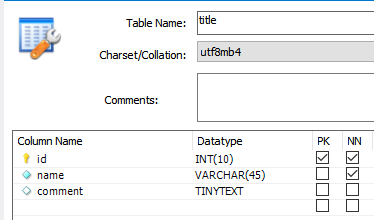 Table Name: title
Charset/Collation: utf8mb4
Comments:
Column Name Datatype PK NN
id INT(10)
name VARCHAR(45)
comment TINYTEXT